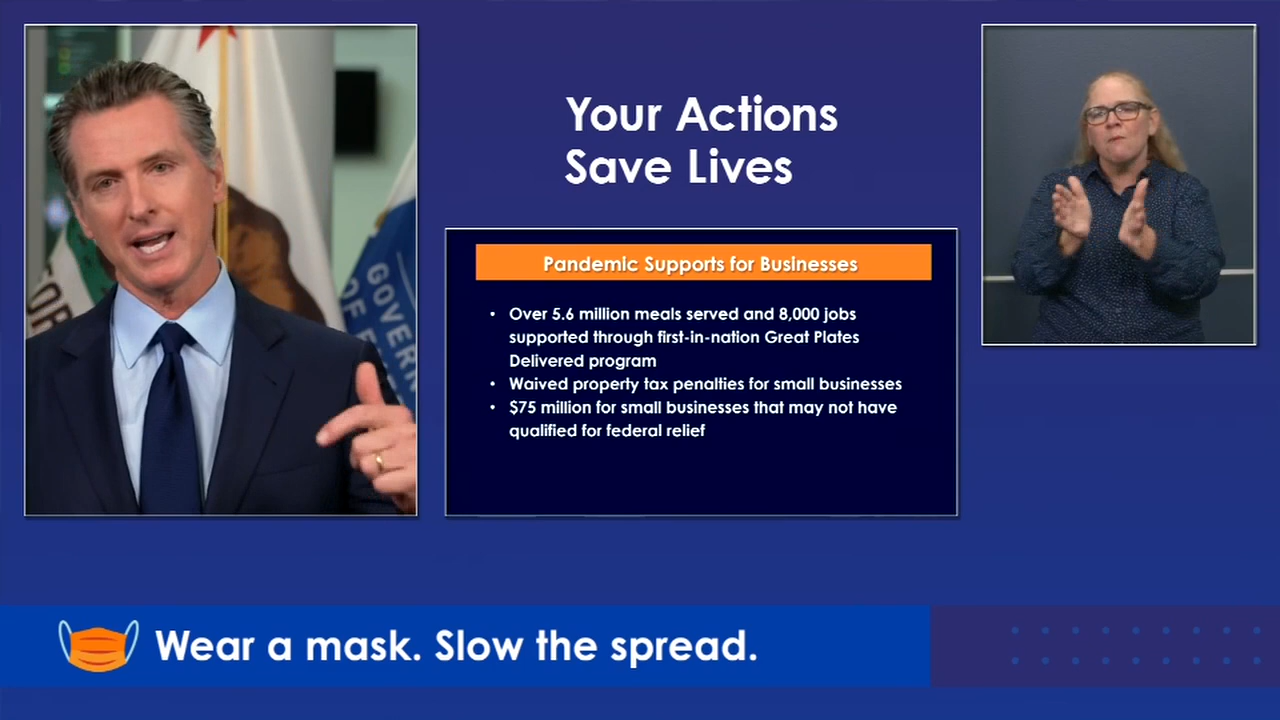 Your Actions
Save Lives
Pandemic Supports for Businesses
• Over 5.6 million meals served and 8,000 jobs
supported through first-in-nation Great Plates
Delivered program
• Waived property tax penalties for small businesses
• $75 million for small businesses that may not have
qualified for federal relief
GOVERN
OF
Wear a mask. Slow the spread.